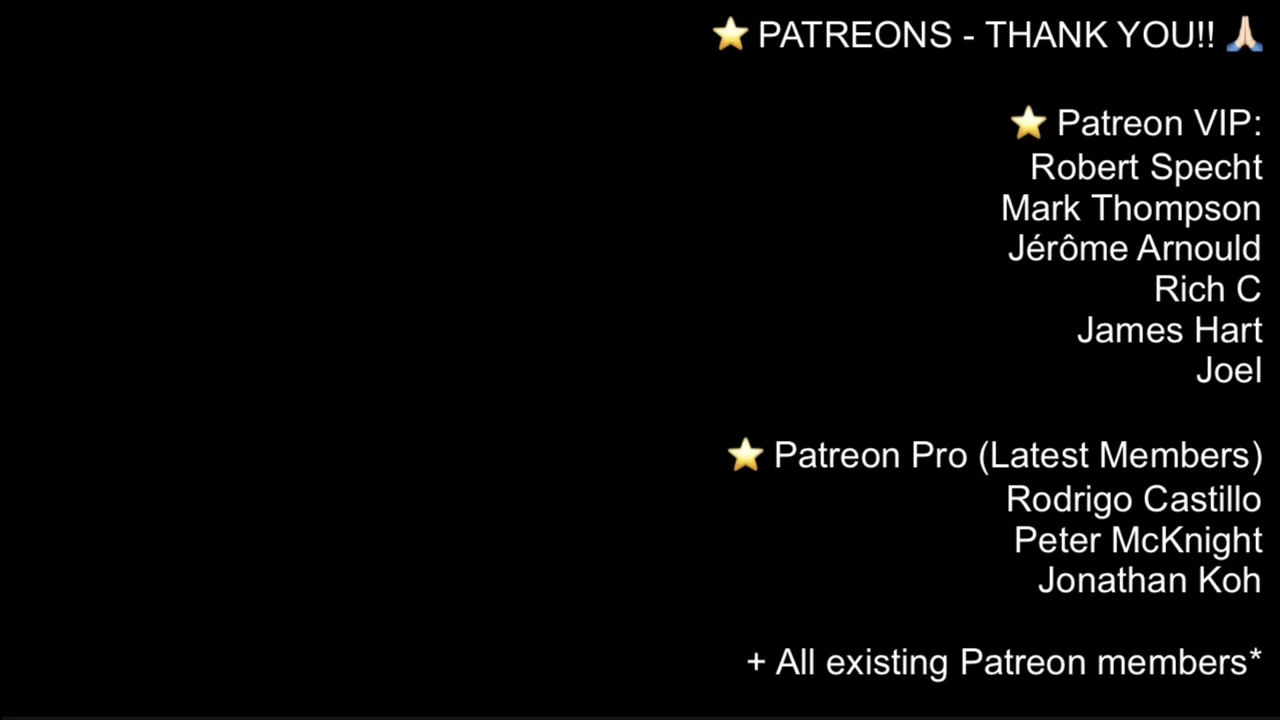 ⭐ PATREONS - THANK YOU!! 🙏🏻
⭐ Patreon VIP:
Robert Specht
Mark Thompson
Jérôme Arnould
Rich C
James Hart
Joel
⭐ Patreon Pro (Latest Members)
Rodrigo Castillo
Peter McKnight
Jonathan Koh
+ All existing Patreon members*